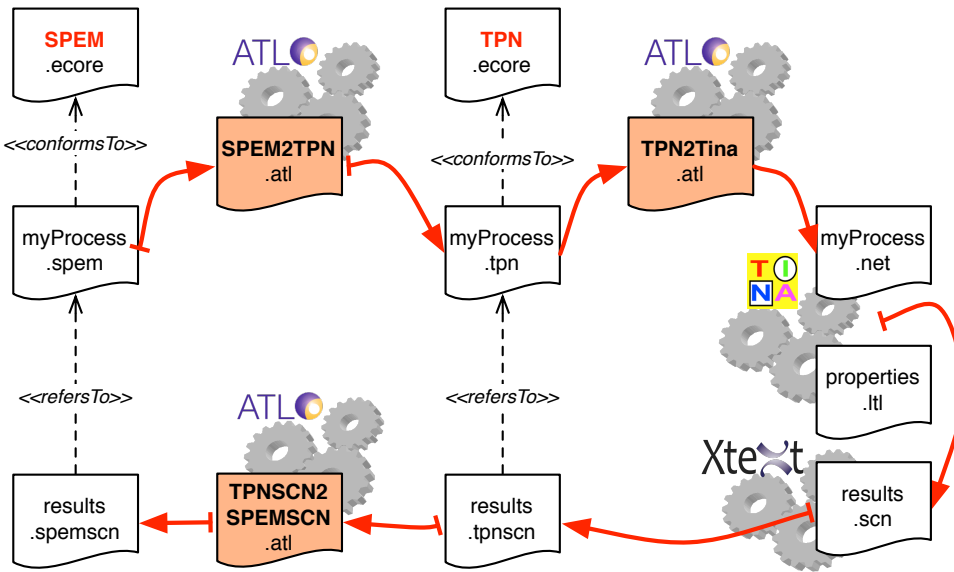 SPEM
.ecore
ATL
TPN
.ecore
ATL
<<conformsTo>>
SPEM2TPN
.atl
<<conformsTo>>
TPN2Tina
.atl
myProcess
.spem
myProcess
.tpn
myProcess
.net
T I
N A
properties
.ltl
<<refersTo>>
ATL
<<refersTo>>
Xtext
results
.spemscn
TPNSCN2
SPEMSCN
.atl
results
.tpnscn
results
.scn